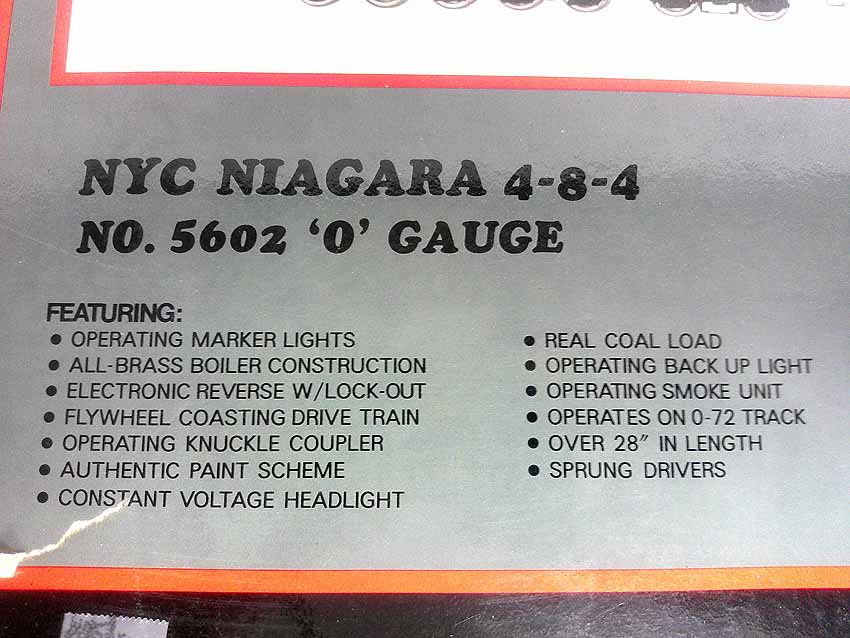 NYC NIAGARA 4-8-4
NO. 5602 'O' GAUGE
FEATURING:
• OPERATING MARKER LIGHTS
• ALL-BRASS BOILER CONSTRUCTION
• ELECTRONIC REVERSE W/LOCK-OUT
• FLYWHEEL COASTING DRIVE TRAIN
• OPERATING KNUCKLE COUPLER
• AUTHENTIC PAINT SCHEME
• CONSTANT VOLTAGE HEADLIGHT
• REAL COAL LOAD
• OPERATING BACK UP LIGHT
• OPERATING SMOKE UNIT
• OPERATES ON 0-72 TRACK
• OVER 28" IN LENGTH
• SPRUNG DRIVERS